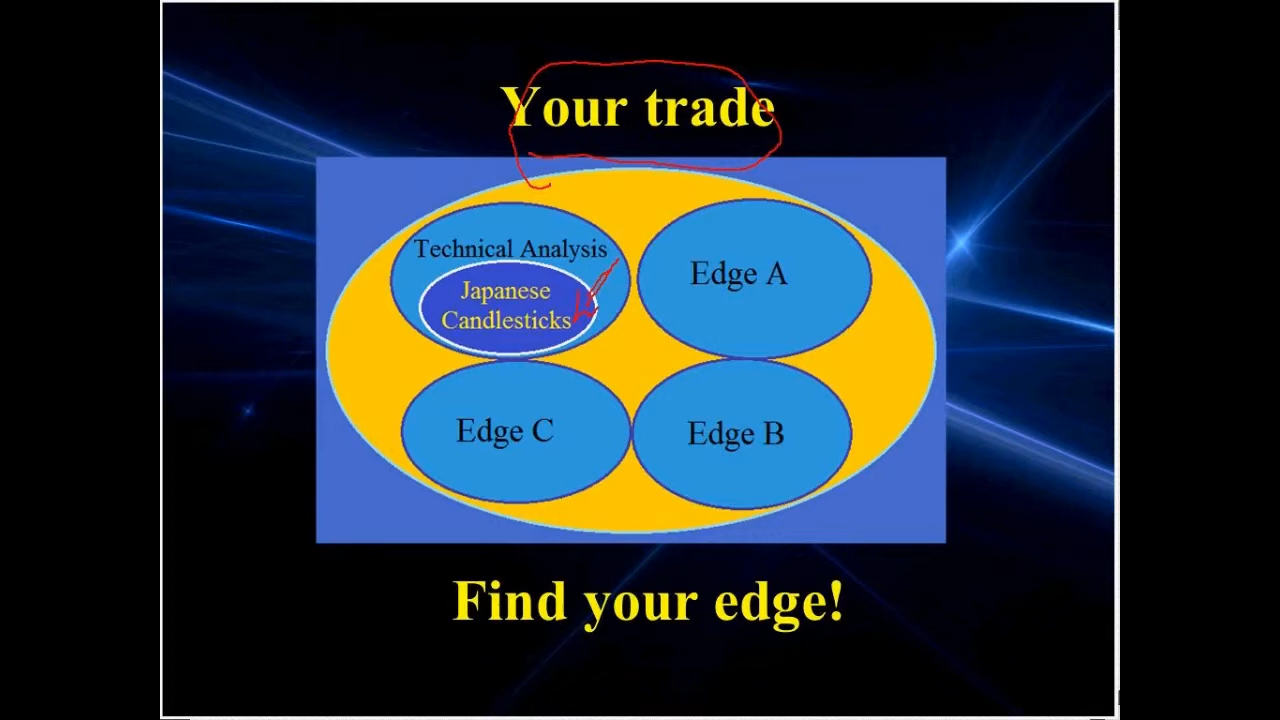 Your trade
Technical Analysis
Japanese
Candlesticks
Edge A
Edge C
Edge B
Find your edge!